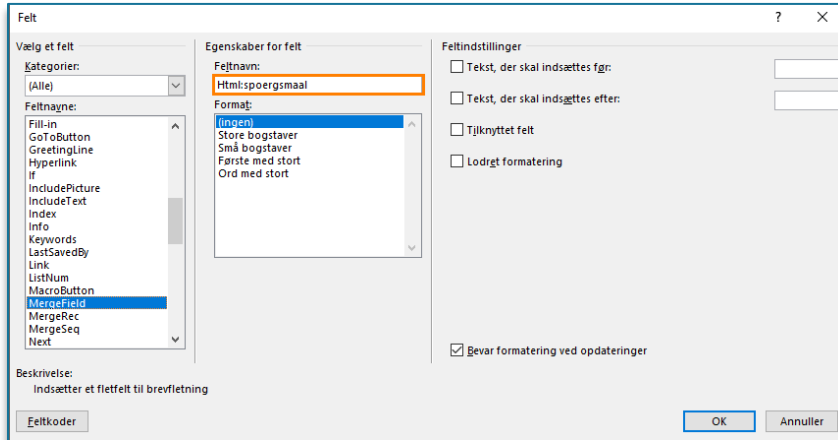 Felt
?
Vælg et felt
Kategorier:
(Alle)
Feltnavne:
Fill-in
GoToButton
GreetingLine
Hyperlink
If
IncludePicture
IncludeText
Index
Info
Keywords
LastSavedBy
Link
ListNum
MacroButton
MergeField
MergeRec
MergeSeq
Next
Egenskaber for felt
Feltnavn:
Html:spoergsmaal
Format:
(ingen)
Store bogstaver
Små bogstaver
Første med stort
Ord med stort
Feltindstillinger
Tekst, der skal indsættes før:
Tekst, der skal indsættes efter:
Tilknyttet felt
Lodret formatering
Bevar formatering ved opdateringer
Beskrivelse:
Indsætter et fletfelt til brevfletning
Feltkoder
OK
Annuller